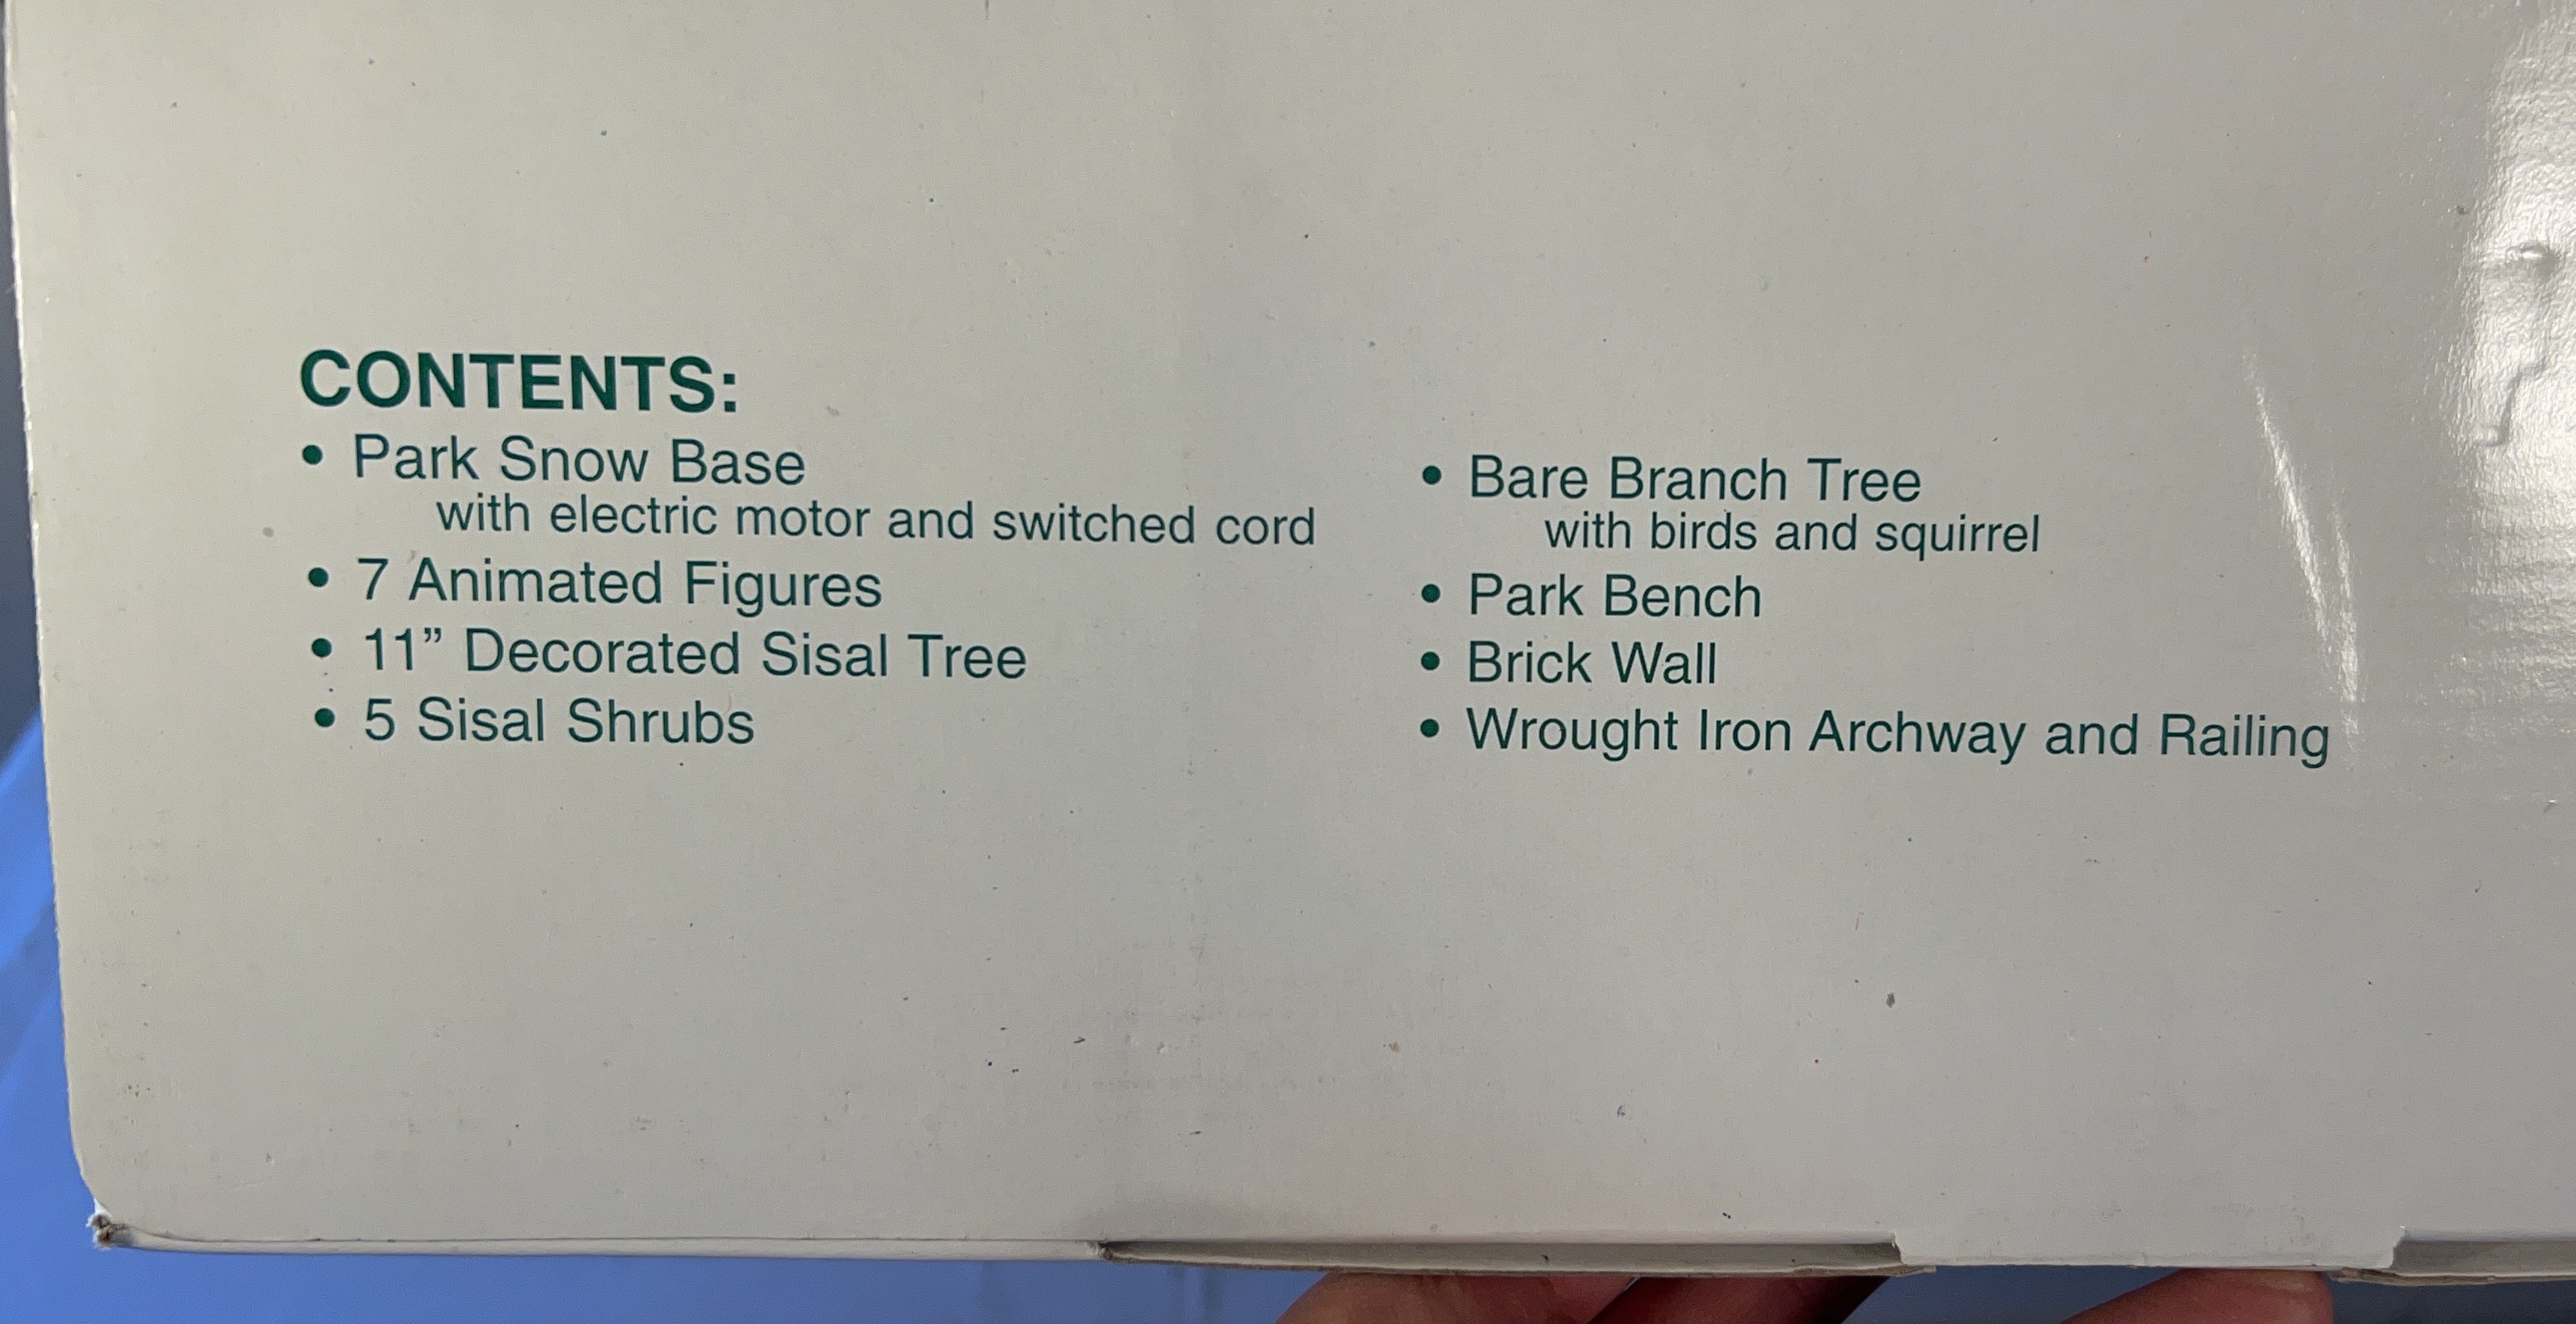 CONTENTS:
• Park Snow Base
with electric motor and switched cord
• 7 Animated Figures
• 11” Decorated Sisal Tree
• 5 Sisal Shrubs
• Bare Branch Tree
with birds and squirrel
• Park Bench
• Brick Wall
• Wrought Iron Archway and Railing